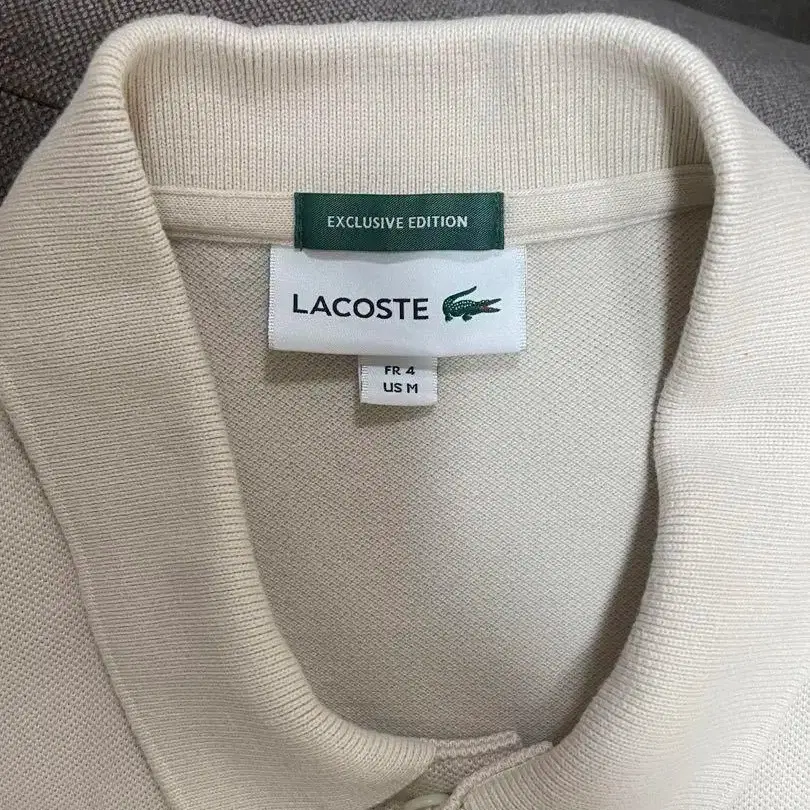 EXCLUSIVE EDITION
LACOSTE
FR 4
US M